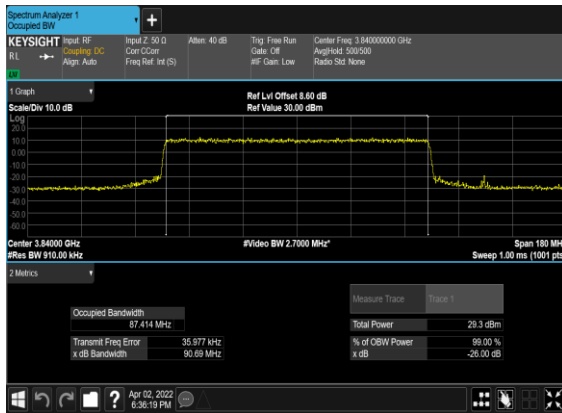 Spectrum Analyzer 1
Occupied BW
KEYSIGHT
RL
Input: RF
Coupling: DC
Align: Auto
Input Z: 50 Ω
Corr CCorr
Freq Ref: Int (S)
Atten: 40 dB
Trig: Free Run
Gate: Off
#IF Gain: Low
Center Freq: 3.840000000 GHz
Avg|Hold: 500/500
Radio Std: None
1 Graph
Scale/Div 10.0 dB
Ref Lvl Offset 8.60 dB
Ref Value 30.00 dBm
Log
20.0
10.0
0.00
-10.0
-20.0
-30.0
-40.0
-50.0
-60.0
Center 3.84000 GHz
#Res BW 910.00 kHz
#Video BW 2.7000 MHz*
Span 180 MH
Sweep 1.00 ms (1001 pts
2 Metrics
Measure Trace
Trace 1
Occupied Bandwidth
87.414 MHz
Total Power
29.3 dBm
Transmit Freq Error
35.977 kHz
% of OBW Power
99.00 %
x dB Bandwidth
90.69 MHz
x dB
-26.00 dB
?
Apr 02, 2022
6:36:19 PM